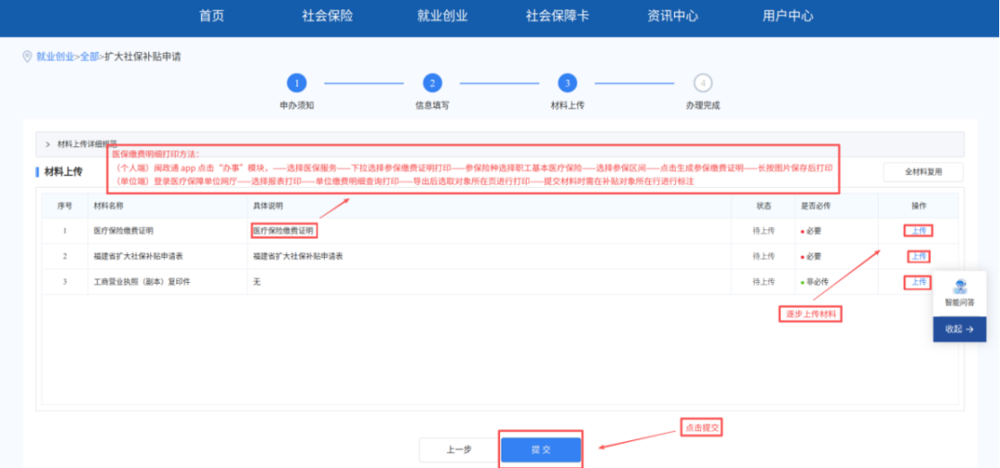 首页 社会保险 就业创业 社会保障卡 资讯中心 用户中心
就业创业>全部>扩大社保补贴申请
1 2 3 4
申办须知 信息填写 材料上传 办理完成
> 材料上传详细规范
医保缴费明细打印方法：
（个人端）闽政通 app 点击“办事”模块，——选择医保服务——下拉选择参保缴费证明打印——参保险种选择职工基本医疗保险——选择参保区间——点击生成参保缴费证明——长按图片保存后打印
（单位端）登录医疗保障单位网厅——选择报表打印——单位缴费明细查询打印——导出后选取对象所在页进行打印——提交材料时需在补贴对象所在行进行标注
材料上传 全材料复用
序号 材料名称 具体说明 状态 是否必传 操作
1 医疗保险缴费证明 医疗保险缴费证明 待上传 必要 上传
2 福建省扩大社保补贴申请表 福建省扩大社保补贴申请表 待上传 必要 上传
3 工商营业执照（副本）复印件 无 待上传 非必传 上传
智能问答
逐步上传材料
收起 →
点击提交
上一步 提交